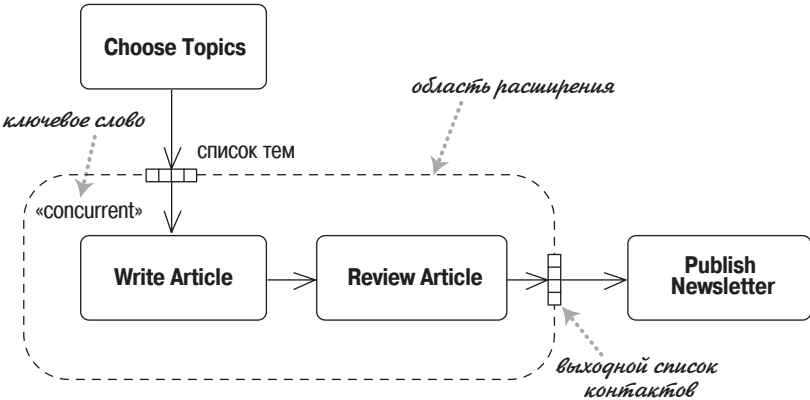 Choose Topics
область расширения
ключевое слово
список тем
«concurrent»
Write Article
Review Article
Publish
Newsletter
выходной список
контактов